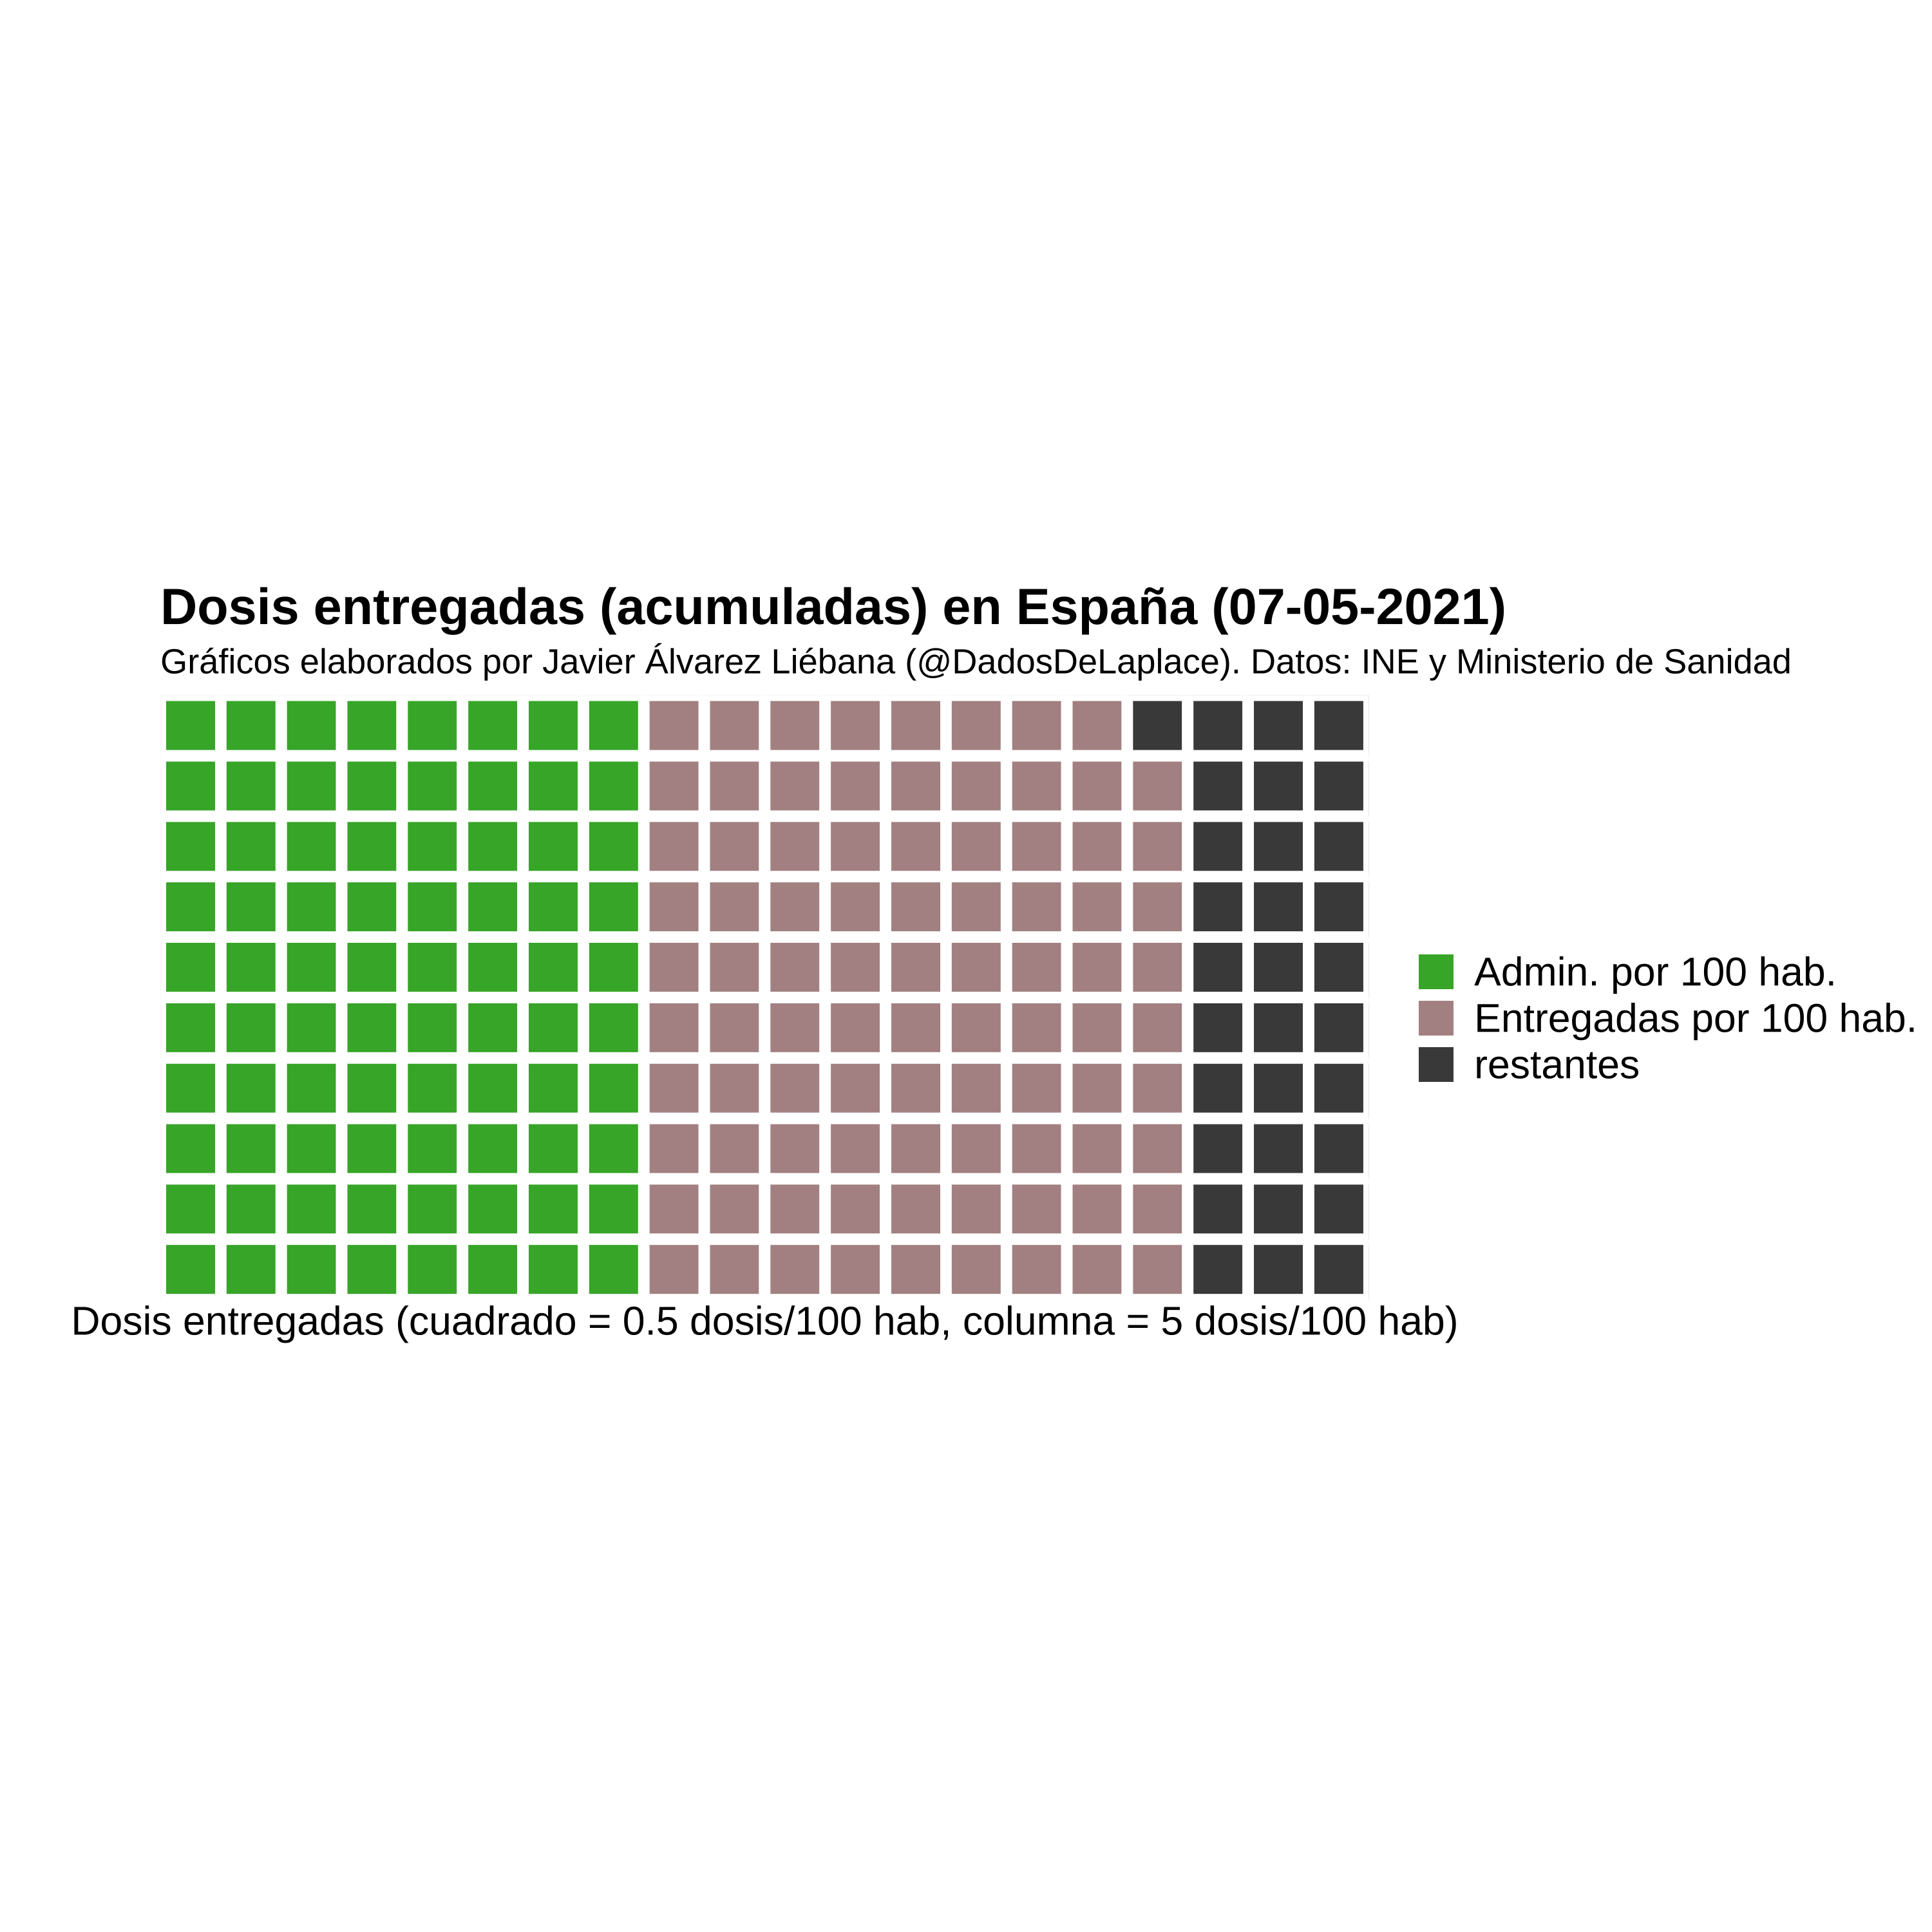 Dosis entregadas (acumuladas) en España (07-05-2021)
Gráficos elaborados por Javier Álvarez Liébana (@DadosDeLaplace). Datos: INE y Ministerio de Sanidad
Admin. por 100 hab.
Entregadas por 100 hab.
restantes
Dosis entregadas (cuadrado = 0.5 dosis/100 hab, columna = 5 dosis/100 hab)